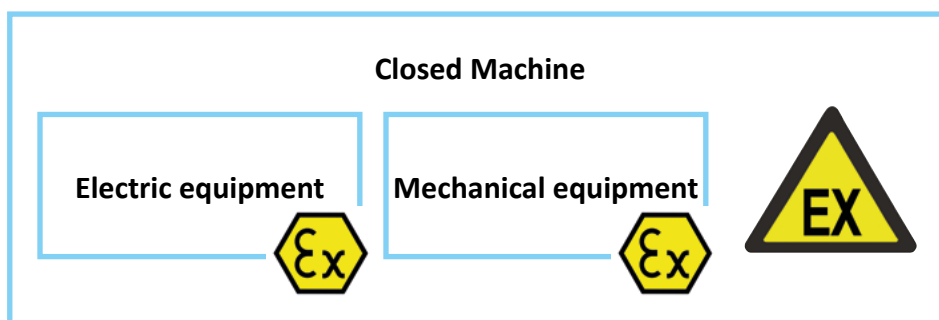 Closed Machine
Electric equipment
Mechanical equipment
EX
Ex
Ex